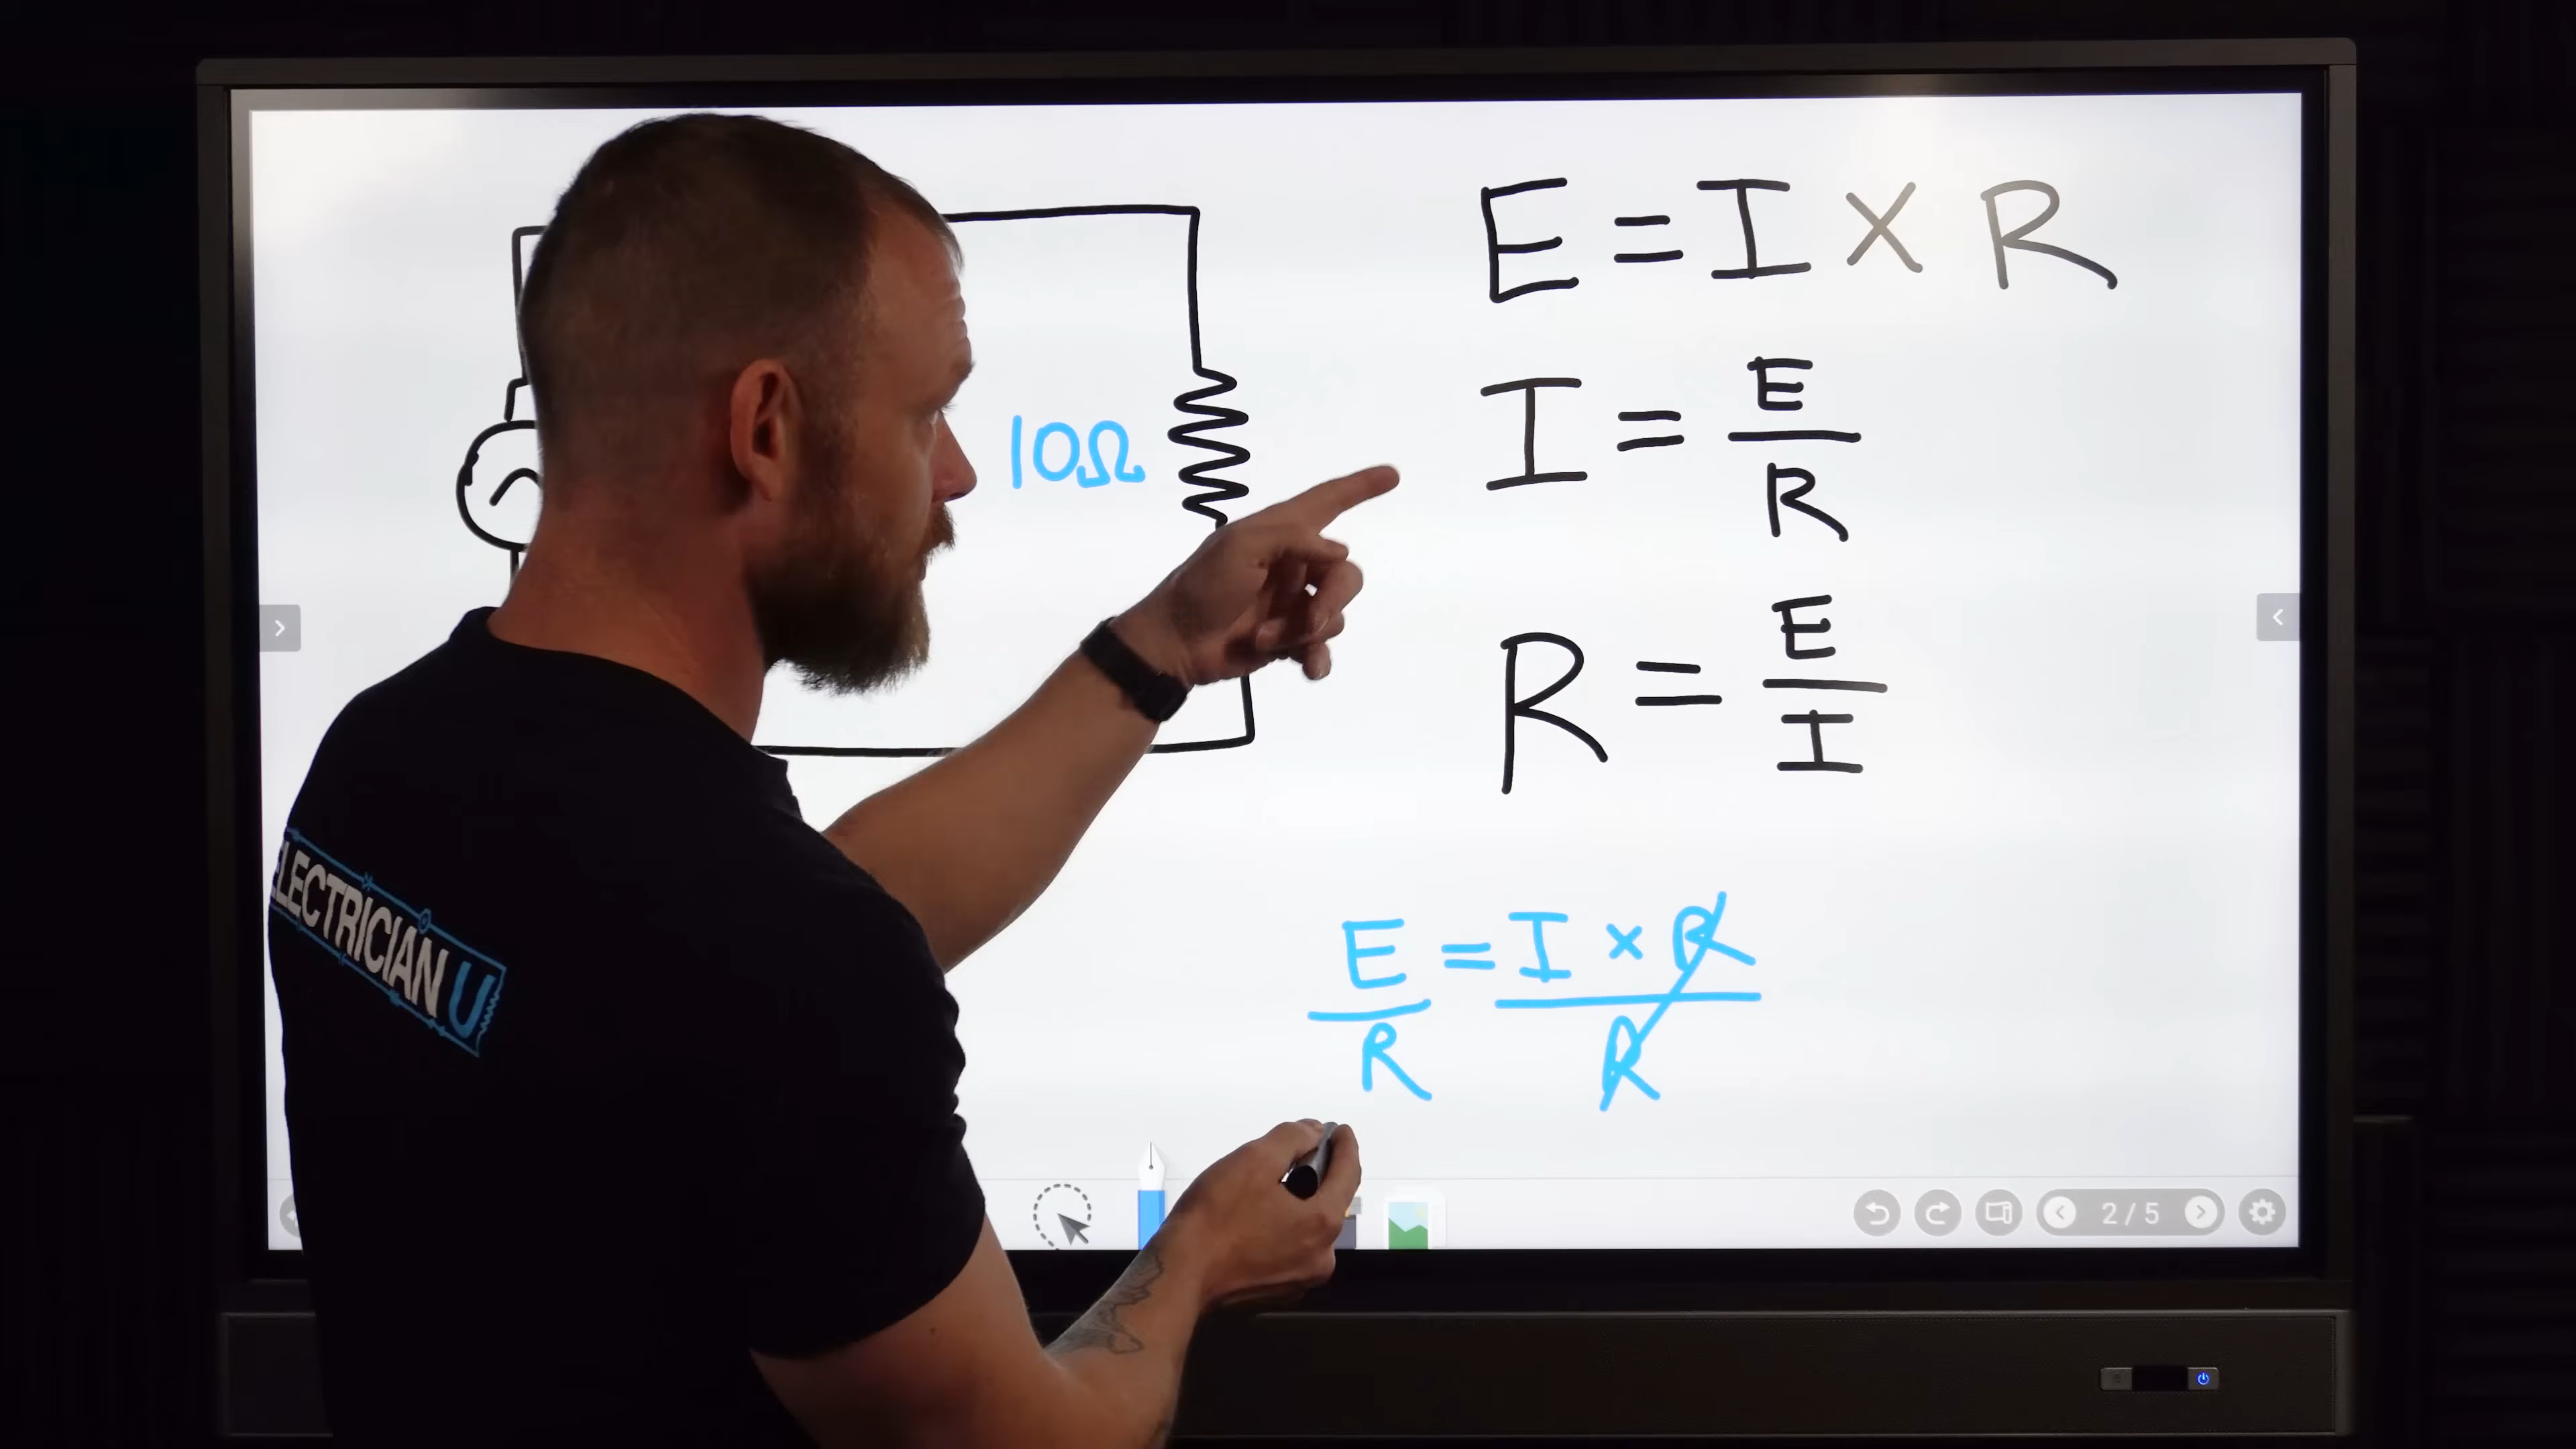 E = I X R
10Ω
I = E/R
R = E/I
E/R = I x R/R
ELECTRICIAN U
2/5